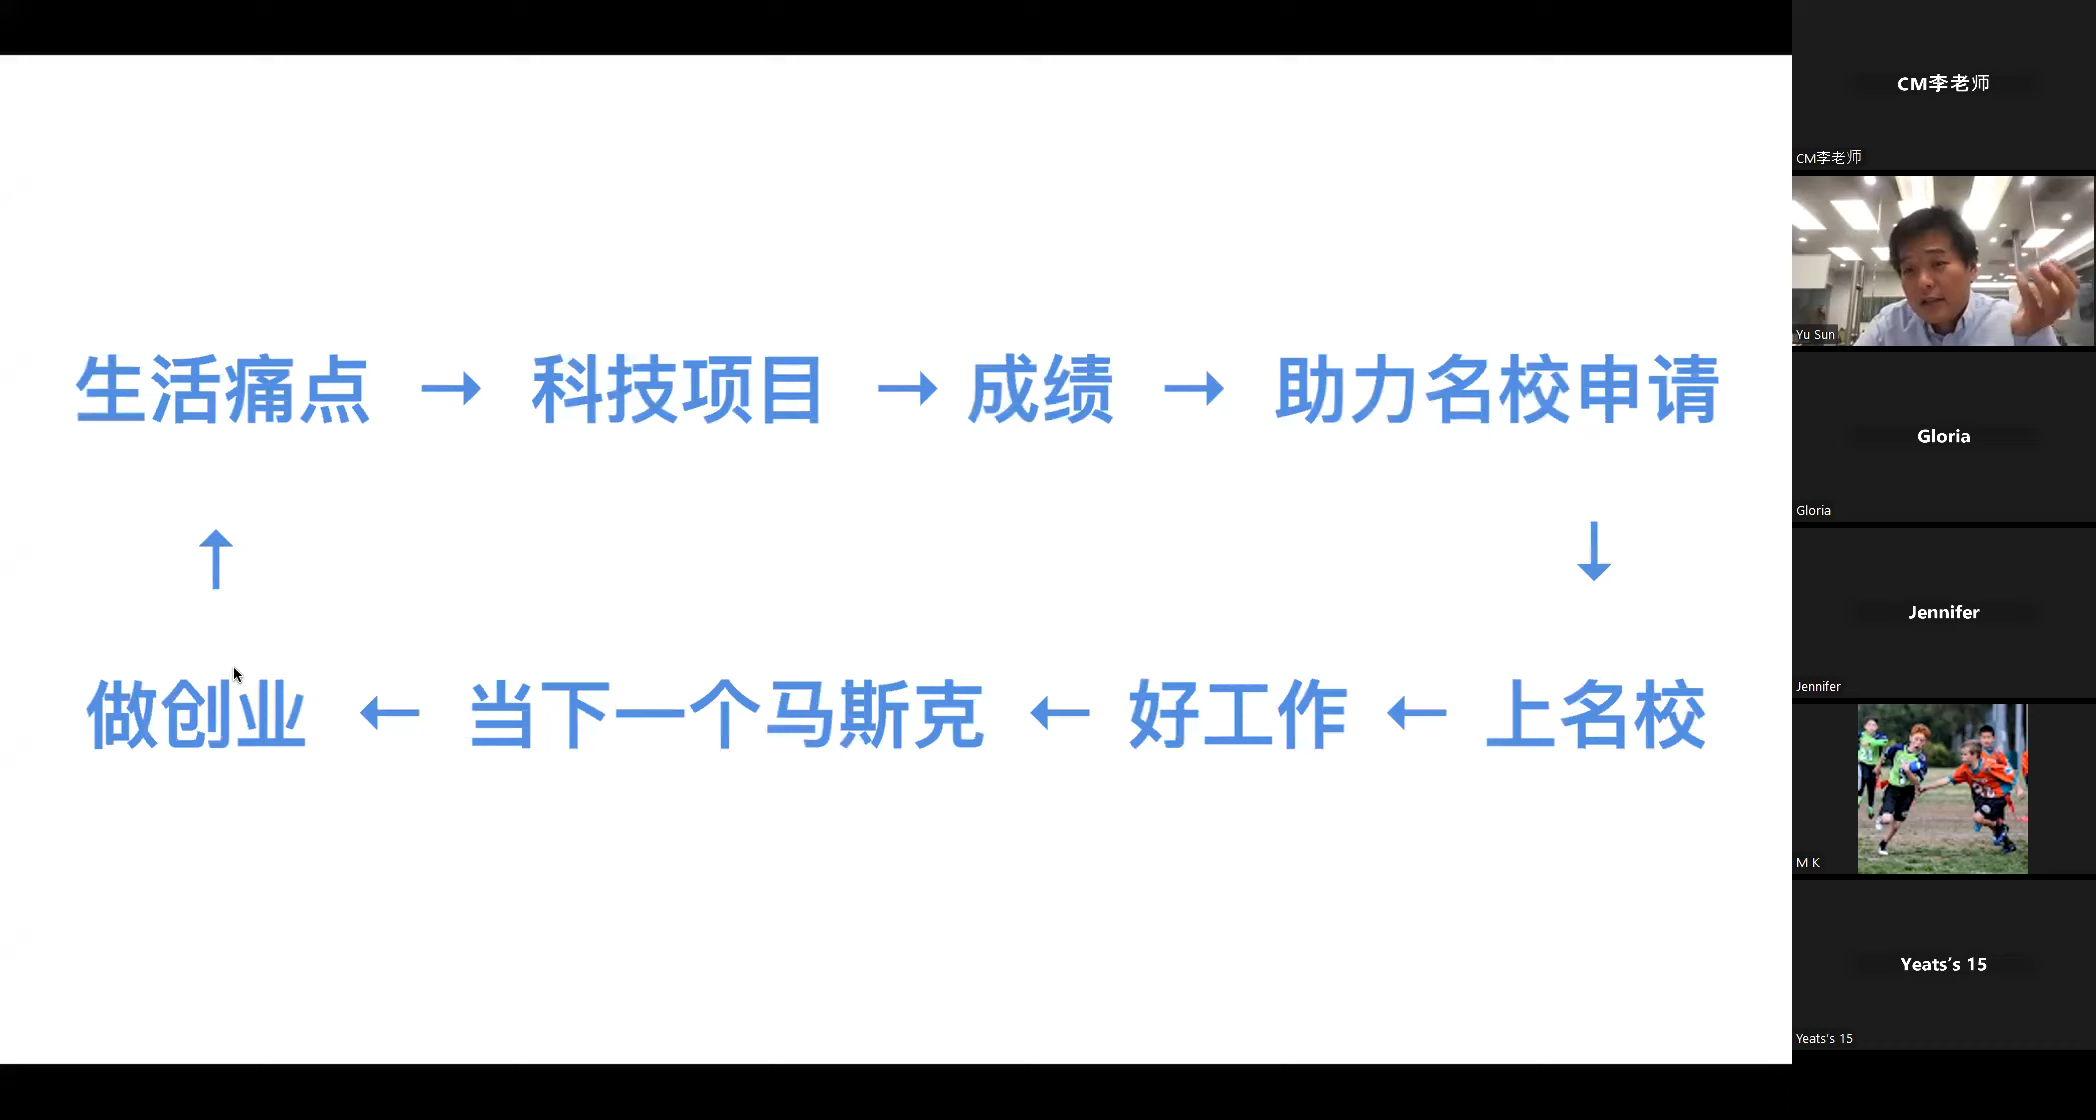 生活痛点 → 科技项目 → 成绩 → 助力名校申请
↑ ↓
做创业 ← 当下一个马斯克 ← 好工作 ← 上名校
CM李老师
CM李老师
Yu Sun
Gloria
Gloria
Jennifer
Jennifer
M K
Yeats's 15
Yeats's 15